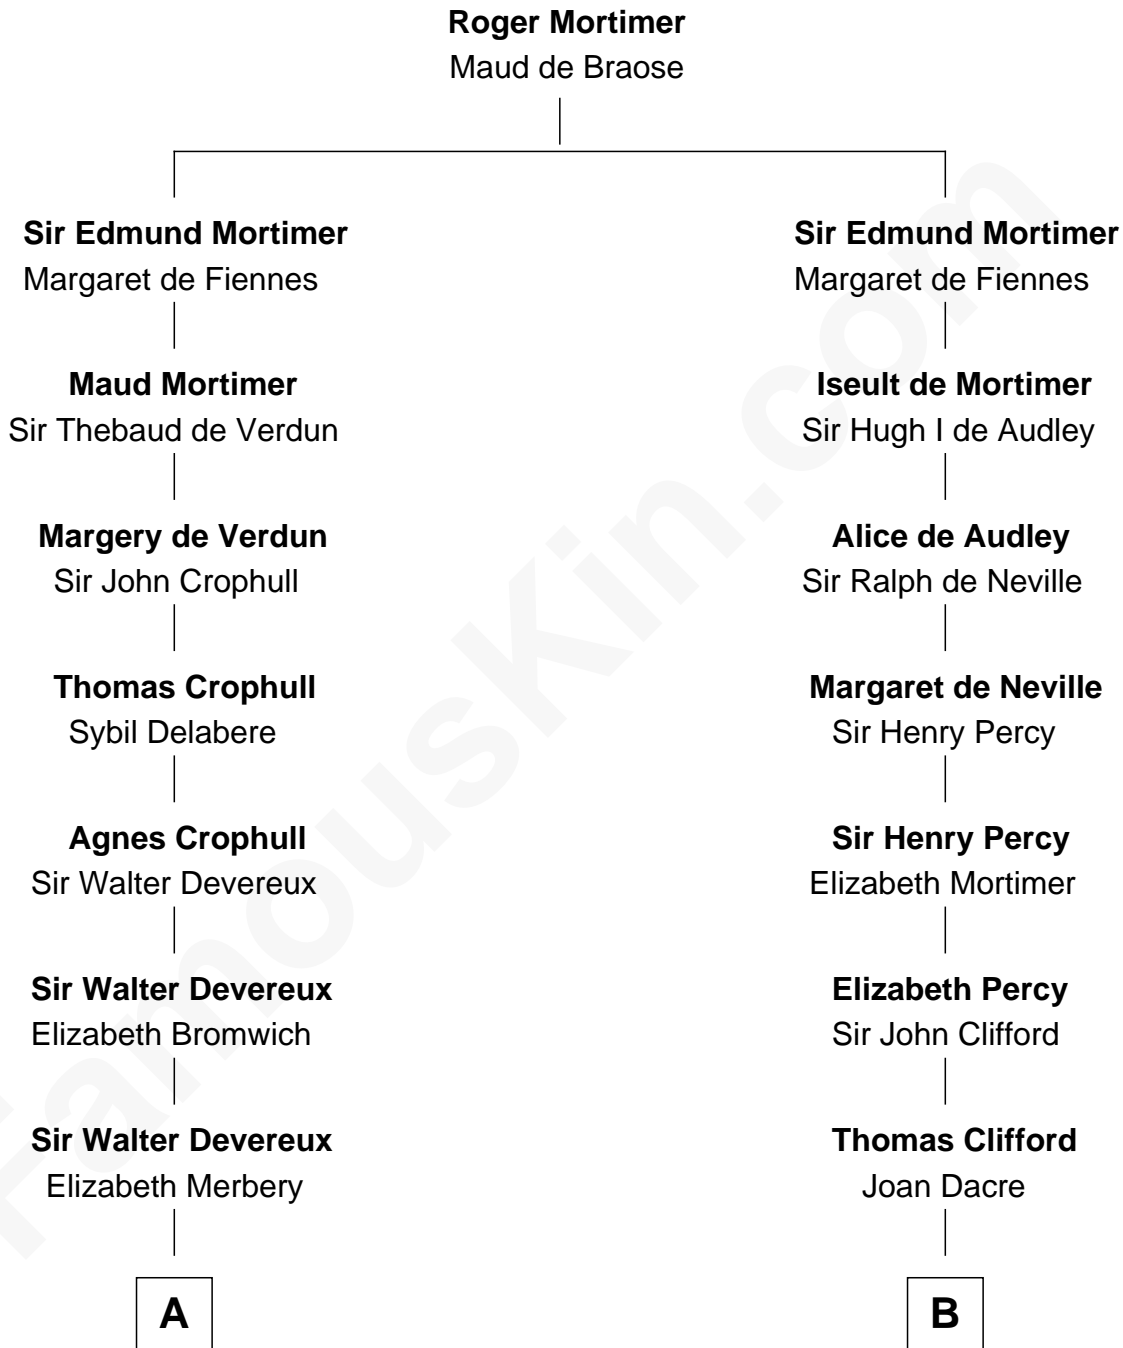 Roger Mortimer
Maud de Braose
Sir Edmund Mortimer
Margaret de Fiennes
Maud Mortimer
Sir Thebaud de Verdun
Margery de Verdun
Sir John Crophull
Thomas Crophull
Sybil Delabere
Agnes Crophull
Sir Walter Devereux
Sir Walter Devereux
Elizabeth Bromwich
Sir Walter Devereux
Elizabeth Merbery
A
Sir Edmund Mortimer
Margaret de Fiennes
Iseult de Mortimer
Sir Hugh I de Audley
Alice de Audley
Sir Ralph de Neville
Margaret de Neville
Sir Henry Percy
Sir Henry Percy
Elizabeth Mortimer
Elizabeth Percy
Sir John Clifford
Thomas Clifford
Joan Dacre
B
FamousKin.com